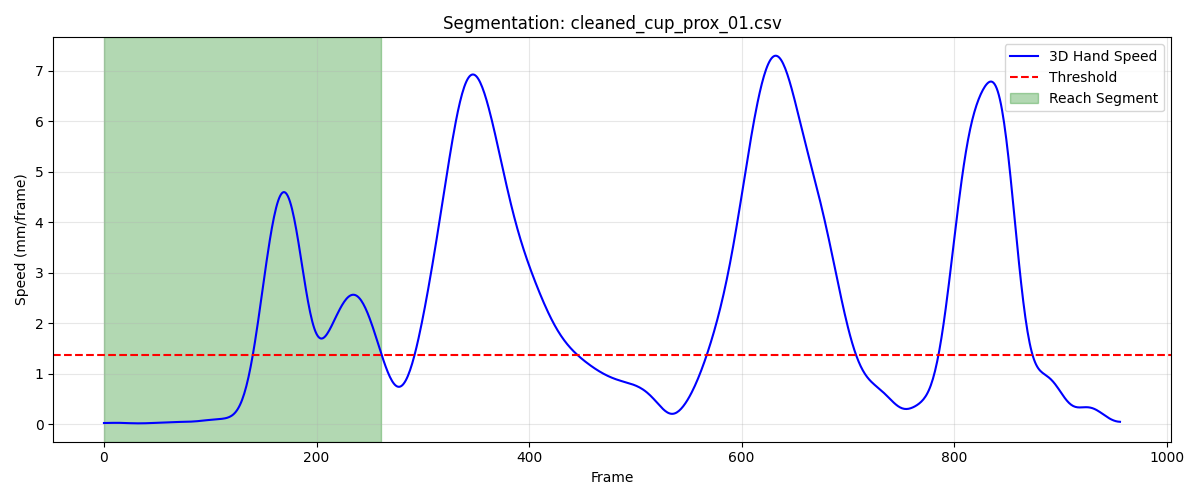 Segmentation: cleaned_cup_prox_01.csv
3D Hand Speed
Threshold
Reach Segment
Speed (mm/frame)
7
6
5
4
3
2
1
0
0 200 400 600 800 1000
Frame